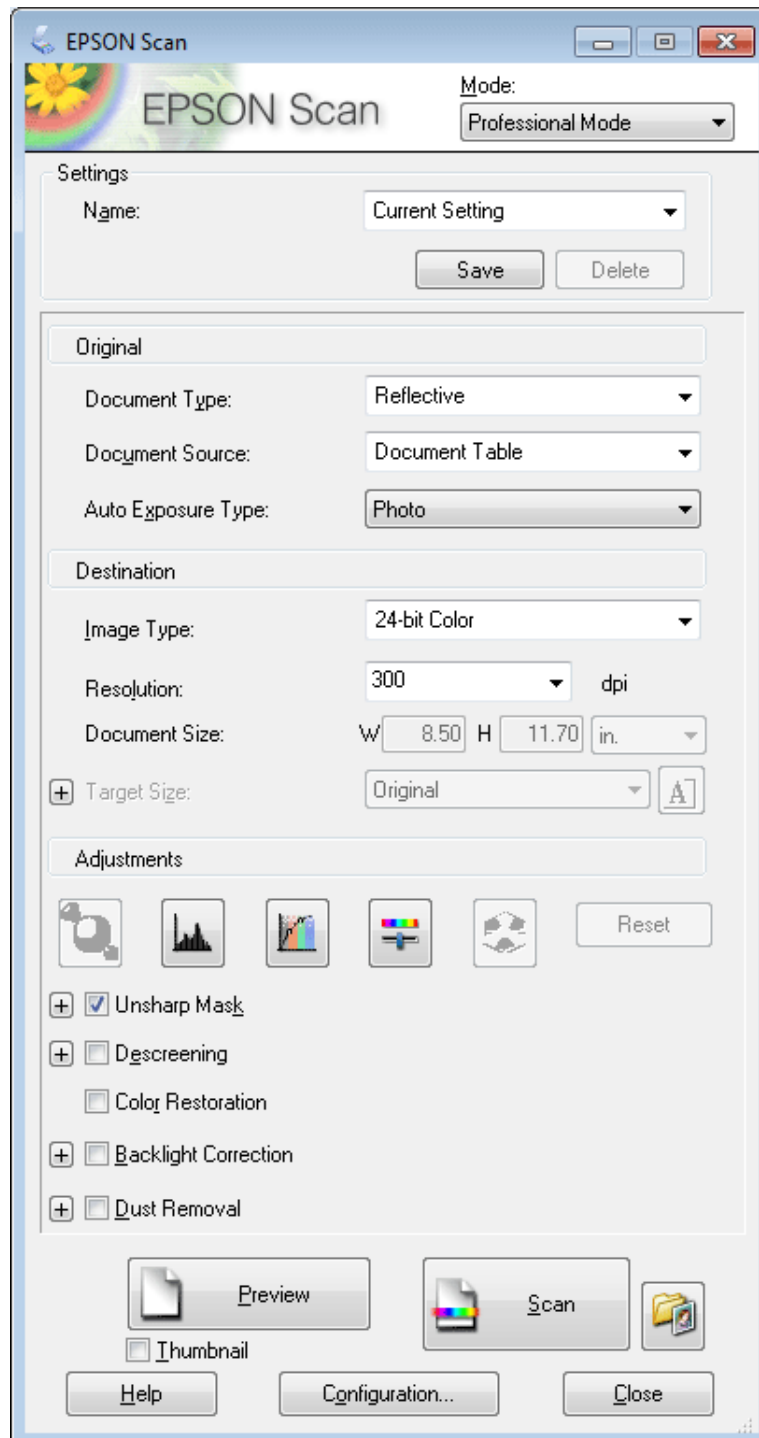 EPSON Scan
EPSON Scan
Mode:
Professional Mode
Settings
Name:
Current Setting
Save
Delete
Original
Document Type:
Reflective
Document Source:
Document Table
Auto Exposure Type:
Photo
Destination
Image Type:
24-bit Color
Resolution:
300
dpi
Document Size:
W 8.50 H 11.70 in.
Target Size:
Original
A
Adjustments
Reset
Unsharp Mask
Descreening
Color Restoration
Backlight Correction
Dust Removal
Preview
Scan
Thumbnail
Help
Configuration...
Close